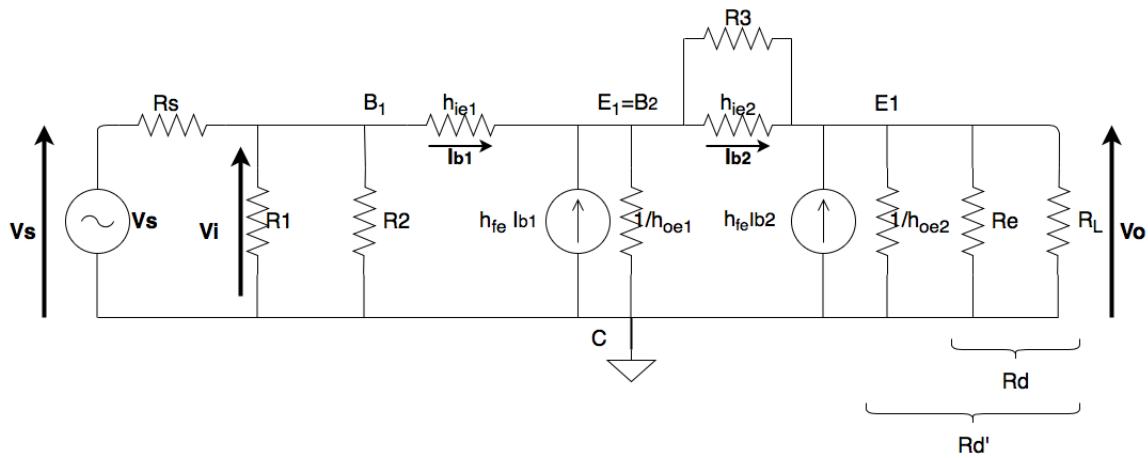 R3
Rs
B1
hie1
E1=B2
hie2
E1
Ib1
Ib2
Vs
Vs
Vi
R1
R2
hfe Ib1
1/hoe1
hfeIb2
1/hoe2
Re
RL
Vo
C
Rd
Rd'